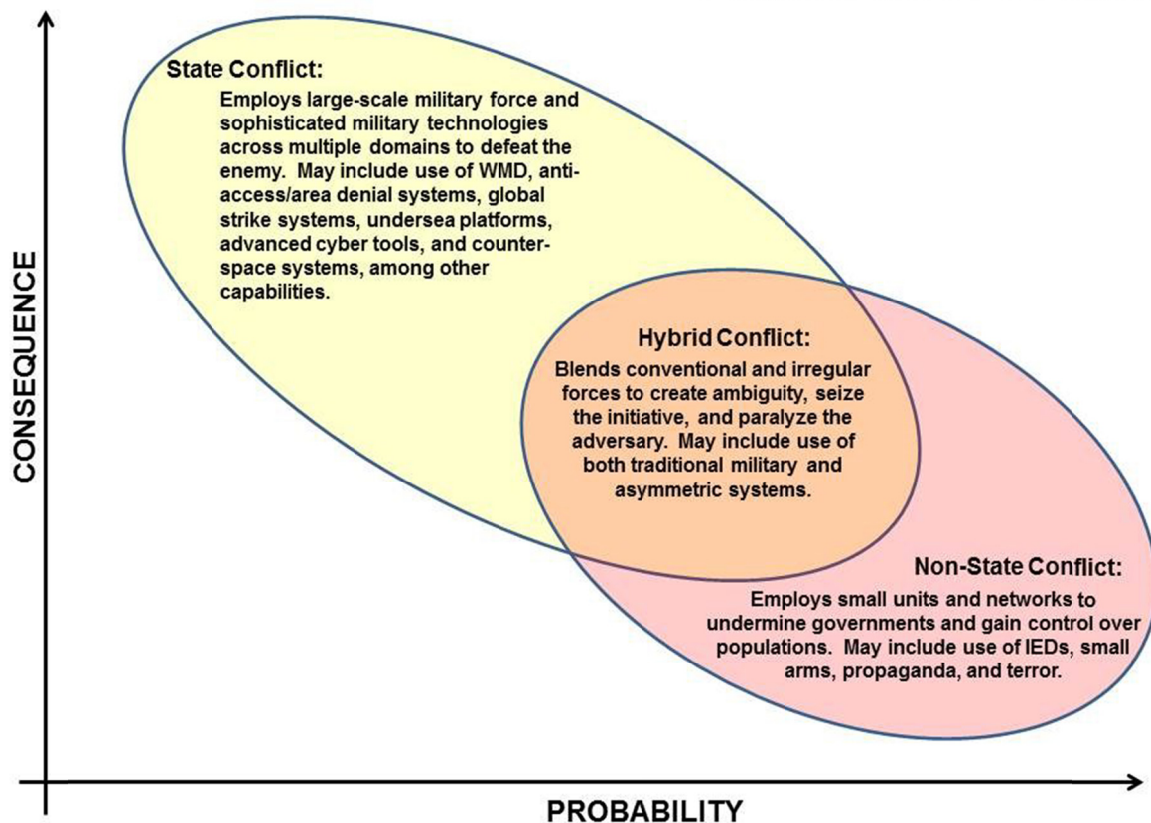 State Conflict:
Employs large-scale military force and
sophisticated military technologies
across multiple domains to defeat the
enemy.  May include use of WMD, anti-
access/area denial systems, global
strike systems, undersea platforms,
advanced cyber tools, and counter-
space systems, among other
capabilities.
Hybrid Conflict:
Blends conventional and irregular
forces to create ambiguity, seize
the initiative, and paralyze the
adversary.  May include use of
both traditional military and
asymmetric systems.
Non-State Conflict:
Employs small units and networks to
undermine governments and gain control over
populations.  May include use of IEDs, small
arms, propaganda, and terror.
CONSEQUENCE
PROBABILITY